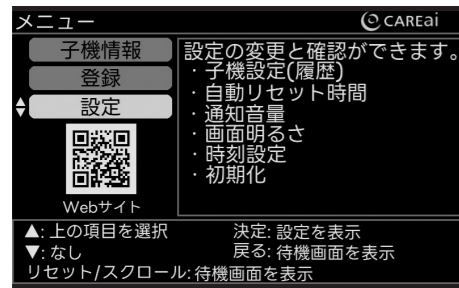 メニュー
CAREai
子機情報
登録
設定
Webサイト
設定の変更と確認ができます。
・子機設定(履歴)
・自動リセット時間
・通知音量
・画面明るさ
・時刻設定
・初期化
▲: 上の項目を選択
決定: 設定を表示
▼: なし
戻る: 待機画面を表示
リセット/スクロール: 待機画面を表示